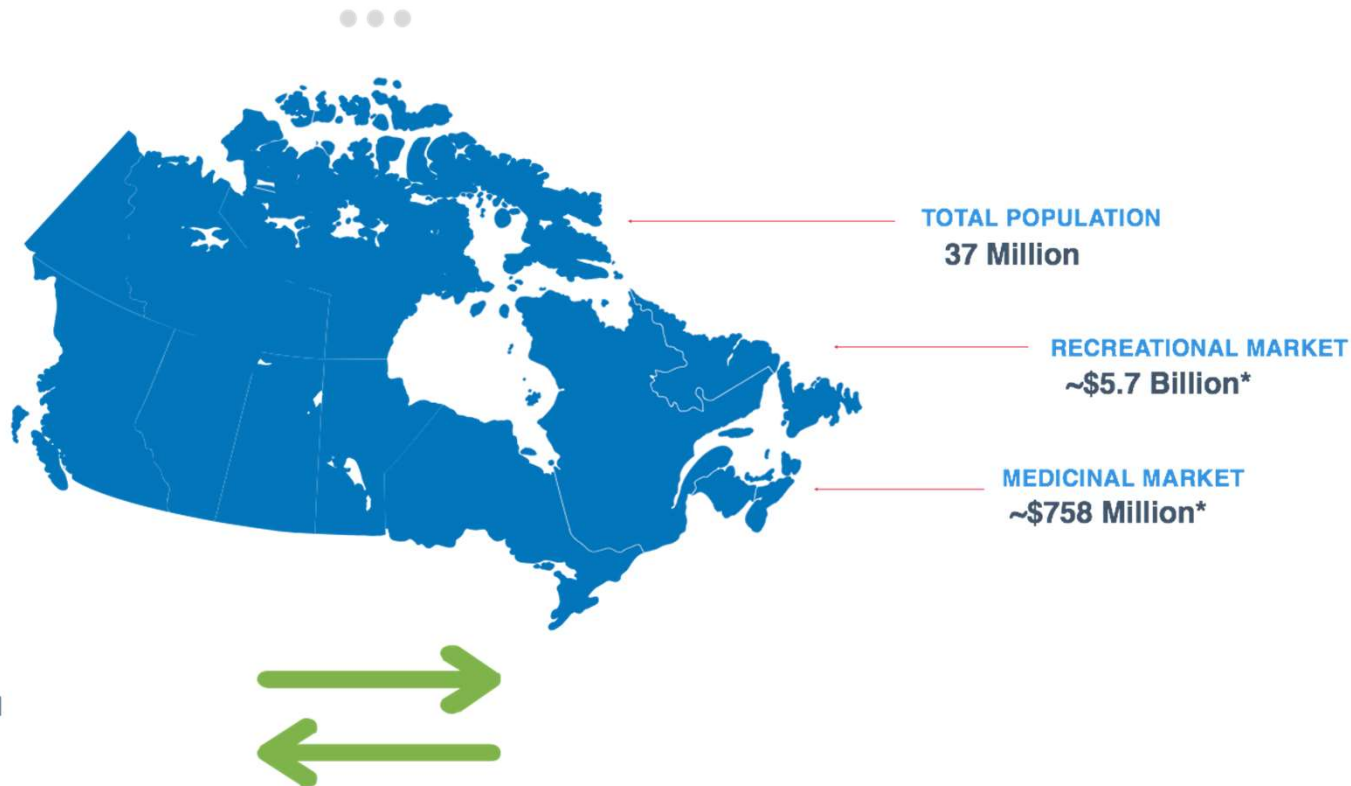 TOTAL POPULATION
37 Million
RECREATIONAL MARKET
~$5.7 Billion*
MEDICINAL MARKET
~$758 Million*